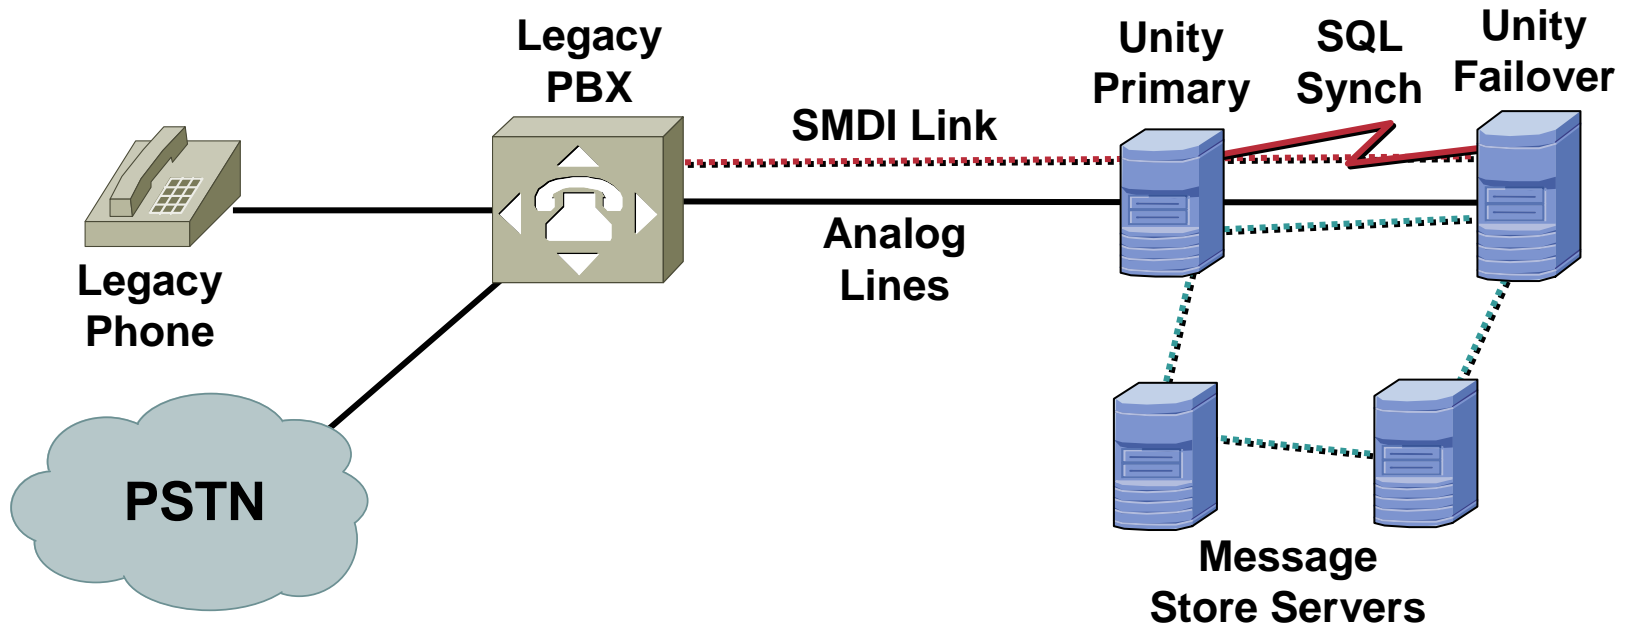 Legacy
PBX
Unity
Primary
SQL
Synch
Unity
Failover
SMDI Link
Analog
Lines
Legacy
Phone
PSTN
Message
Store Servers